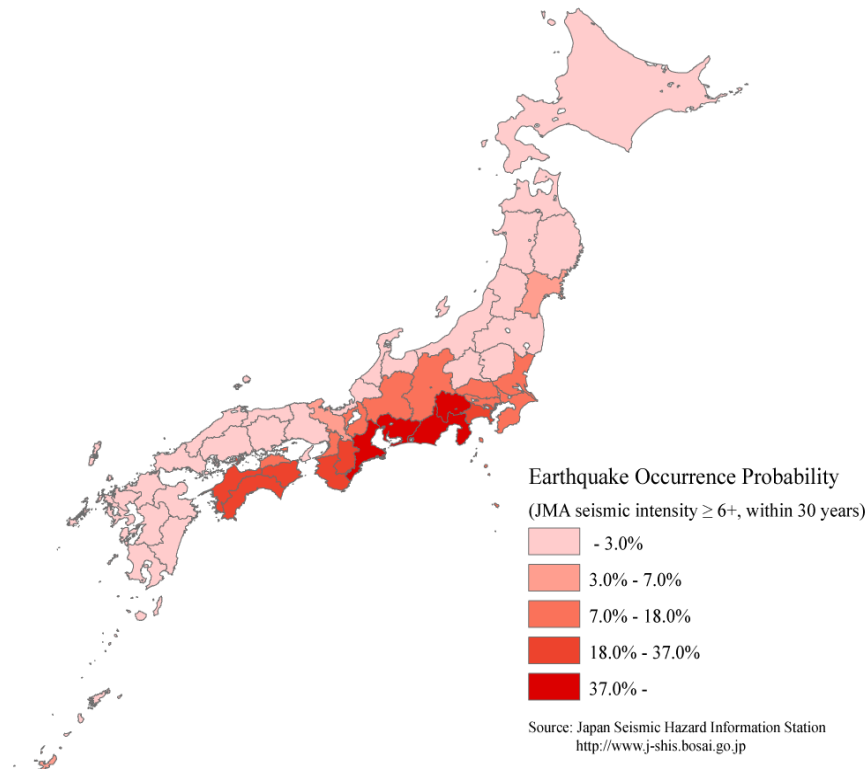 Earthquake Occurrence Probability
(JMA seismic intensity ≥ 6+, within 30 years)
- 3.0%
3.0% - 7.0%
7.0% - 18.0%
18.0% - 37.0%
37.0% -
Source: Japan Seismic Hazard Information Station
http://www.j-shis.bosai.go.jp